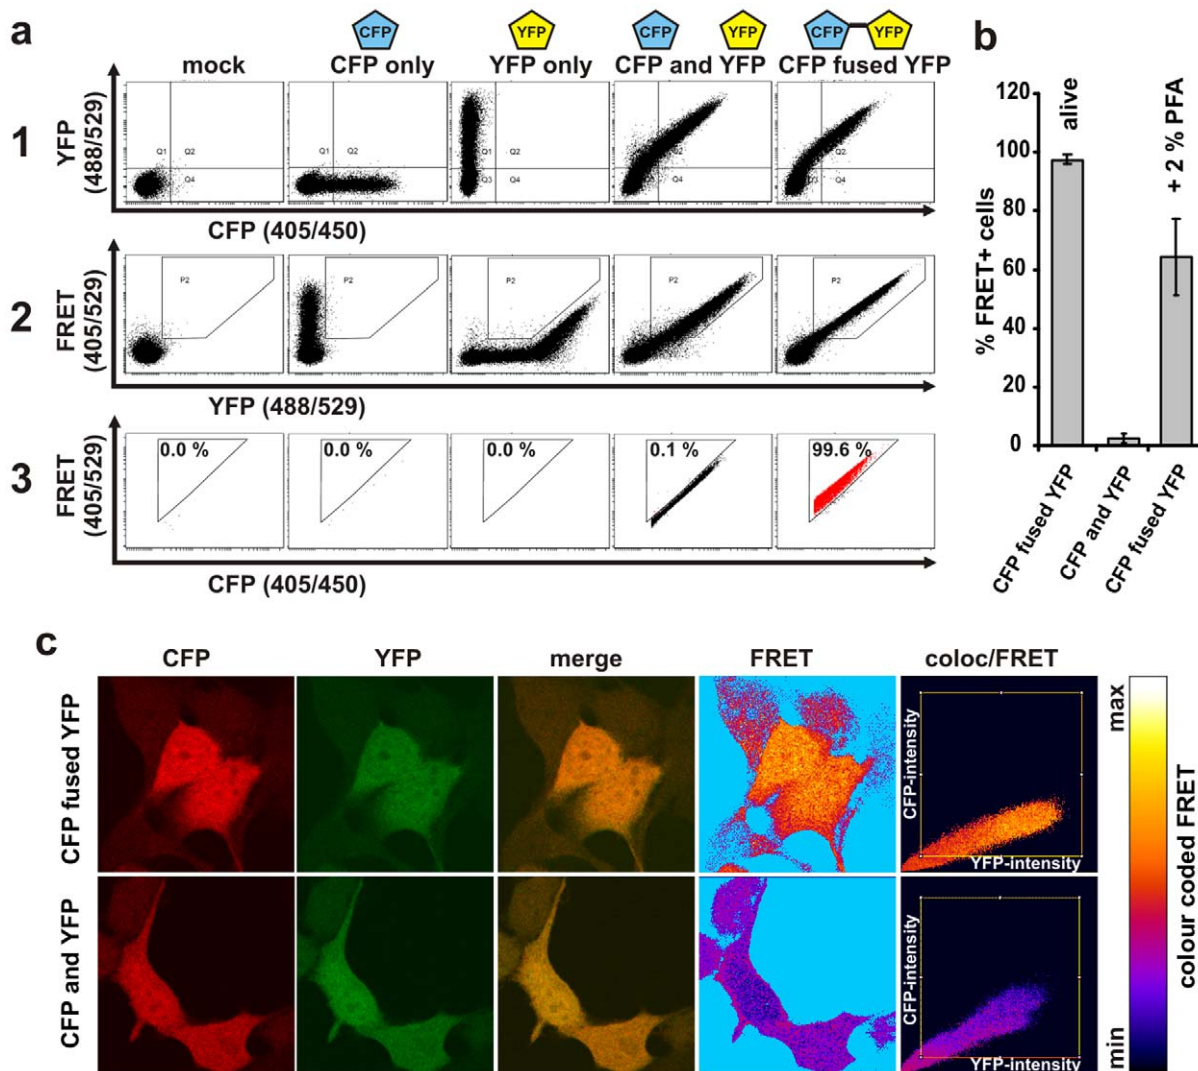 a
CFP
YFP
CFP
YFP
CFP
YFP
mock
CFP only
YFP only
CFP and YFP
CFP fused YFP
1
YFP
(488/529)
Q1
Q2
Q4
Q1
Q2
Q4
Q1
Q3
Q2
Q4
Q2
Q4
CFP (405/450)
2
FRET
(405/529)
P2
P2
P2
P2
P2
YFP (488/529)
3
FRET
(405/529)
0.0 %
0.0 %
0.0 %
0.1 %
99.6 %
CFP (405/450)
b
% FRET+ cells
120
100
80
60
40
20
0
alive
+ 2 % PFA
CFP fused YFP
CFP and YFP
CFP fused YFP
c
CFP
YFP
merge
FRET
coloc/FRET
CFP fused YFP
CFP-intensity
YFP-intensity
CFP and YFP
CFP-intensity
YFP-intensity
max
min
colour coded FRET